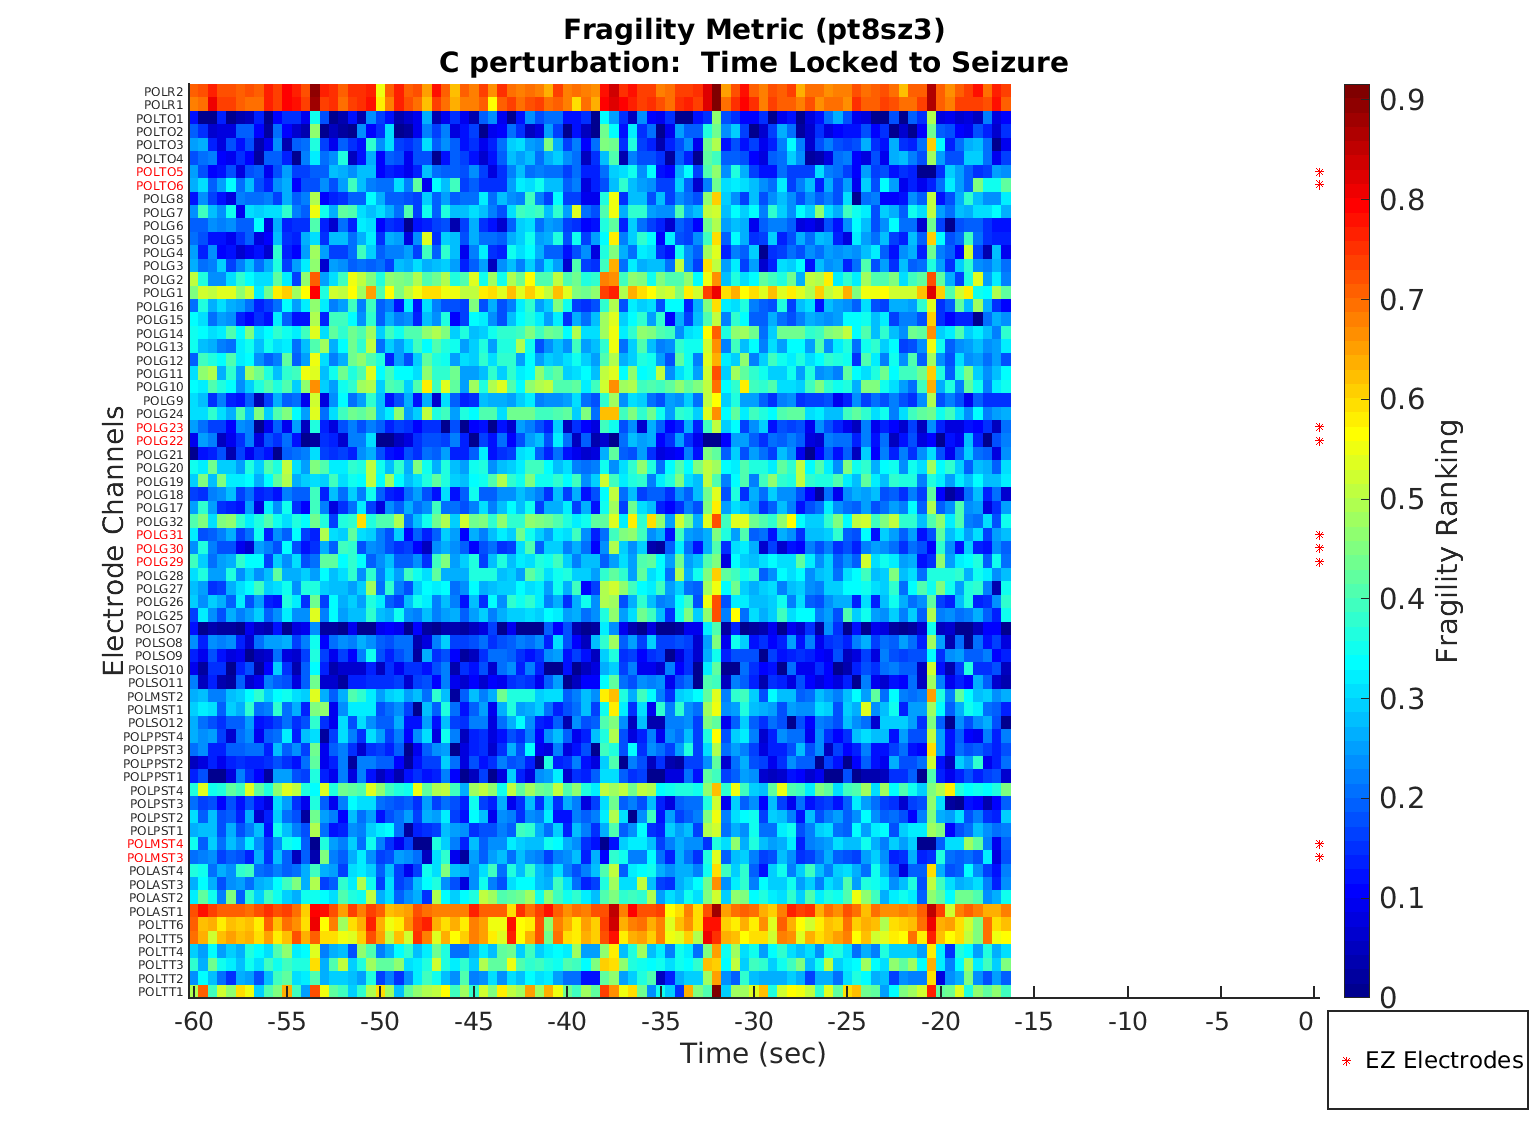 Fragility Metric (pt8sz3)
C perturbation:  Time Locked to Seizure
Electrode Channels
POLR2
POLR1
POLTO1
POLTO2
POLTO3
POLTO4
POLTO5
POLTO6
POLG8
POLG7
POLG6
POLG5
POLG4
POLG3
POLG2
POLG1
POLG16
POLG15
POLG14
POLG13
POLG12
POLG11
POLG10
POLG9
POLG24
POLG23
POLG22
POLG21
POLG20
POLG19
POLG18
POLG17
POLG32
POLG31
POLG30
POLG29
POLG28
POLG27
POLG26
POLG25
POLSO7
POLSO8
POLSO9
POLSO10
POLSO11
POLMST2
POLMST1
POLSO12
POLPPST4
POLPPST3
POLPPST2
POLPPST1
POLPST4
POLPST3
POLPST2
POLPST1
POLMST4
POLMST3
POLAST4
POLAST3
POLAST2
POLAST1
POLTT6
POLTT5
POLTT4
POLTT3
POLTT2
POLTT1
-60 -55 -50 -45 -40 -35 -30 -25 -20 -15 -10 -5 0
Time (sec)
0.9
0.8
0.7
0.6
0.5
0.4
0.3
0.2
0.1
0
Fragility Ranking
EZ Electrodes